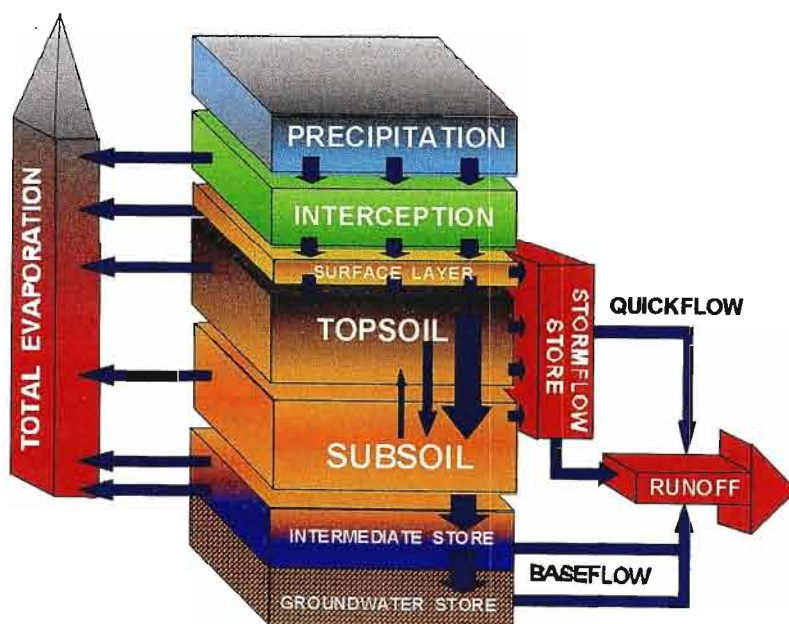 PRECIPITATION
INTERCEPTION
SURFACE LAYER
TOPSOIL
SUBSOIL
INTERMEDIATE STORE
GROUNDWATER STORE
TOTAL EVAPORATION
STORMFLOW
STORE
QUICKFLOW
RUNOFF
BASEFLOW